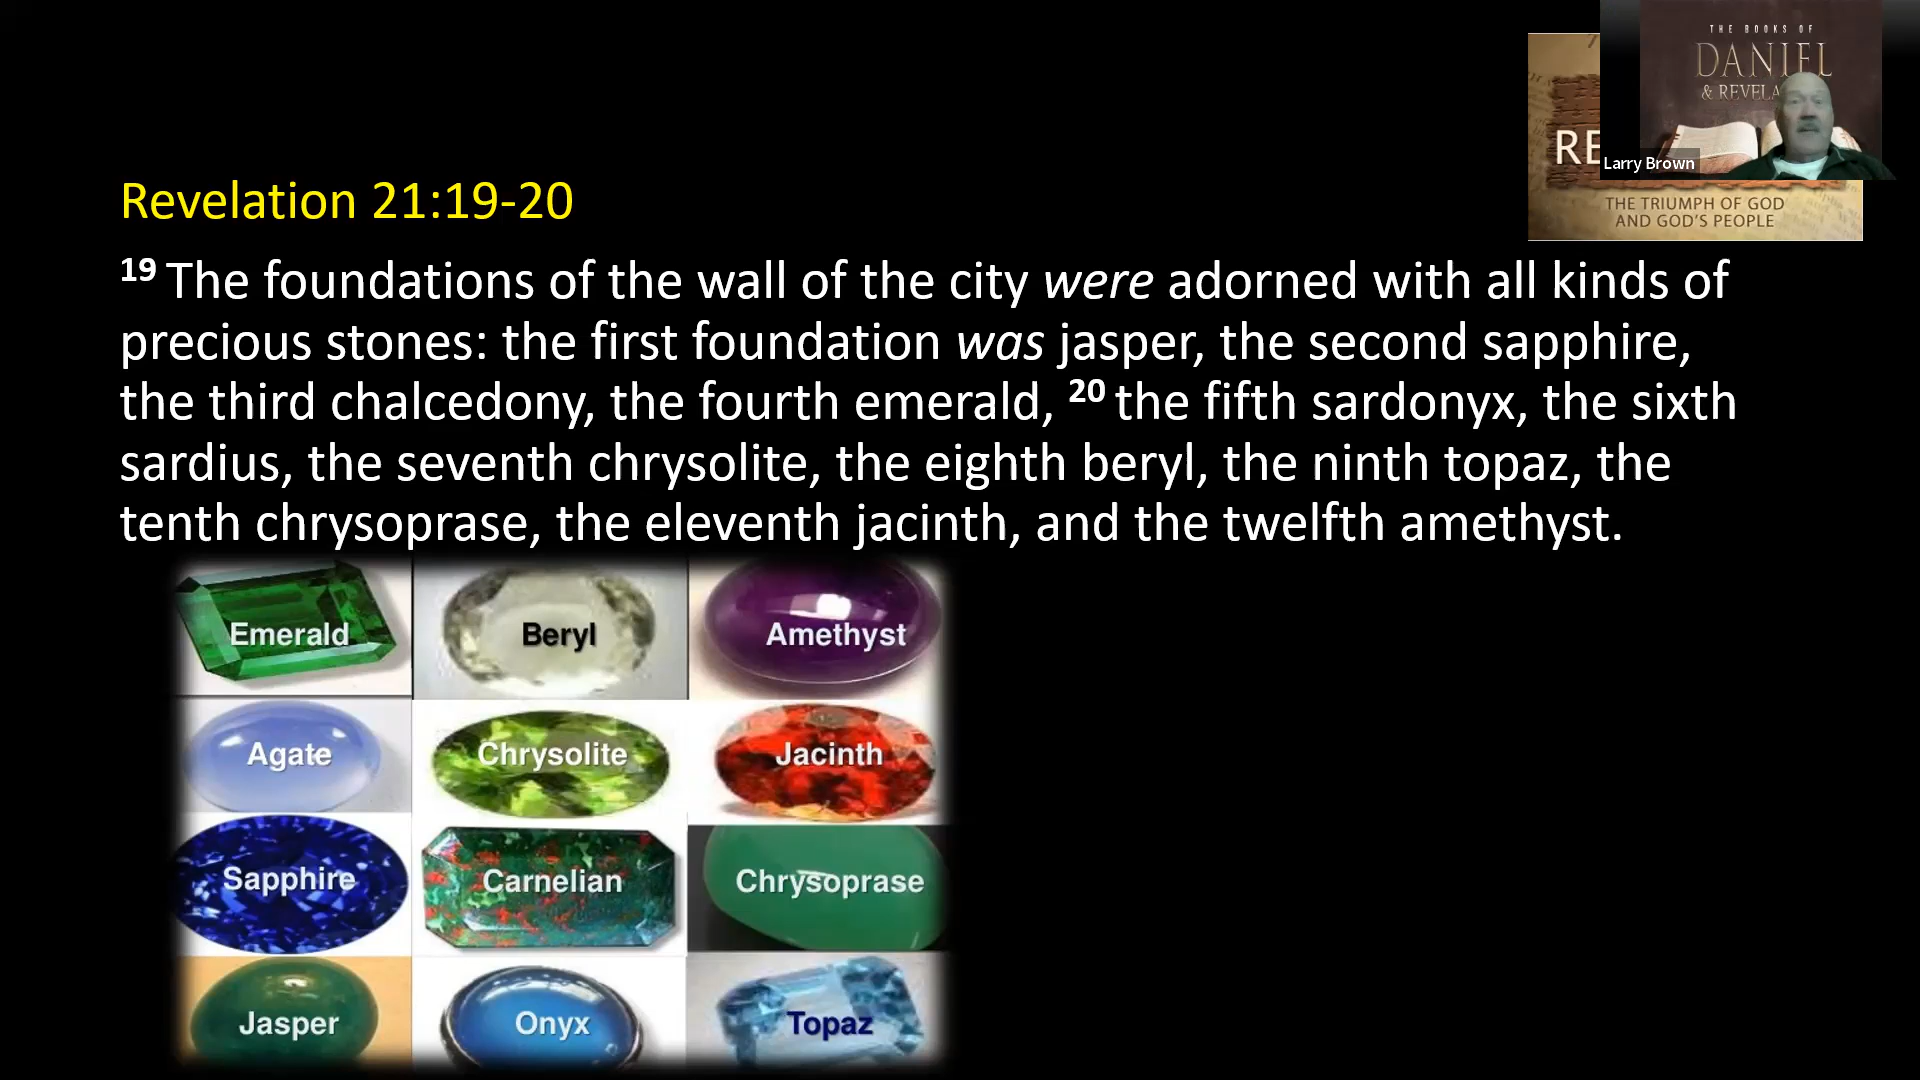 THE BOOKS OF
DANIEL
& REVELA
RE
Larry Brown
THE TRIUMPH OF GOD
AND GOD'S PEOPLE
Revelation 21:19-20
19 The foundations of the wall of the city were adorned with all kinds of
precious stones: the first foundation was jasper, the second sapphire,
the third chalcedony, the fourth emerald, 20 the fifth sardonyx, the sixth
sardius, the seventh chrysolite, the eighth beryl, the ninth topaz, the
tenth chrysoprase, the eleventh jacinth, and the twelfth amethyst.
Emerald
Beryl
Amethyst
Agate
Chrysolite
Jacinth
Sapphire
Carnelian
Chrysoprase
Jasper
Onyx
Topaz